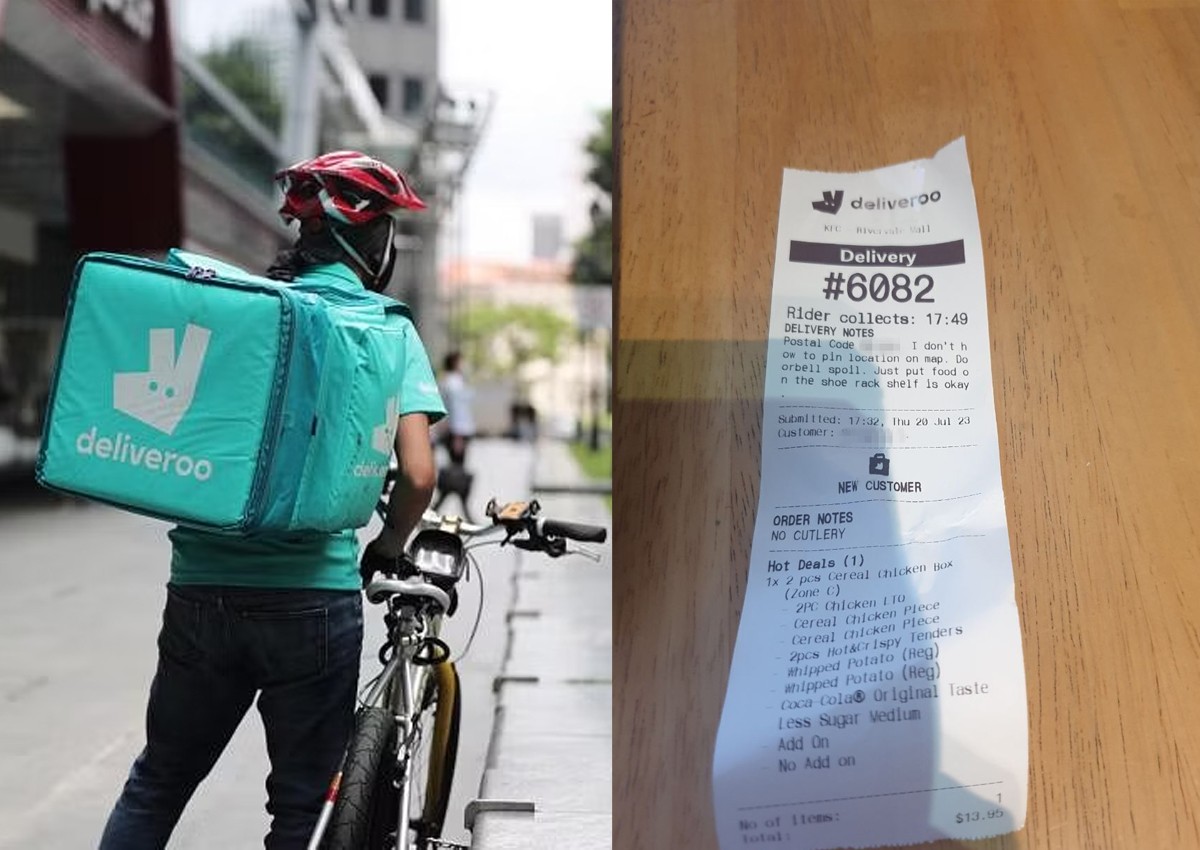 deliveroo
deliveroo
KFC - Rivervale Mall
Delivery
#6082
Rider collects: 17:49
DELIVERY NOTES
Postal Code I don't h
ow to pin location on map. Do
orbell spoil. Just put food o
n the shoe rack shelf is okay
.
Submitted: 17:32, Thu 20 Jul 23
Customer:
NEW CUSTOMER
ORDER NOTES
NO CUTLERY
Hot Deals (1)
1x 2 pcs Cereal Chicken Box
(Zone C)
- 2PC Chicken LTO
- Cereal Chicken Piece
- Cereal Chicken Piece
- 2pcs Hot&Crispy Tenders
- Whipped Potato (Reg)
- Whipped Potato (Reg)
- Coca-Cola® Original Taste
Less Sugar Medium
- Add On
- No Add on
No of items: 1
Total: $13.95